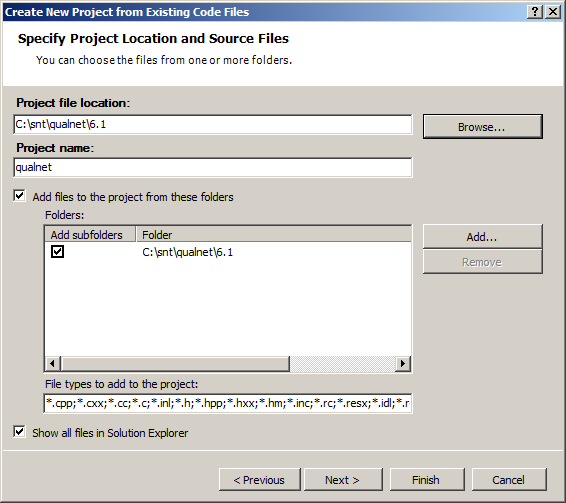 Create New Project from Existing Code Files
Specify Project Location and Source Files
You can choose the files from one or more folders.
Project file location:
C:\snt\qualnet\6.1
Browse...
Project name:
qualnet
Add files to the project from these folders
Folders:
Add subfolders Folder
Add...
C:\snt\qualnet\6.1
Remove
File types to add to the project:
*.cpp;*.cxx;*.cc;*.c;*.inl;*.h;*.hpp;*.hxx;*.hm;*.inc;*.rc;*.resx;*.idl;*.r
Show all files in Solution Explorer
< Previous Next > Finish Cancel